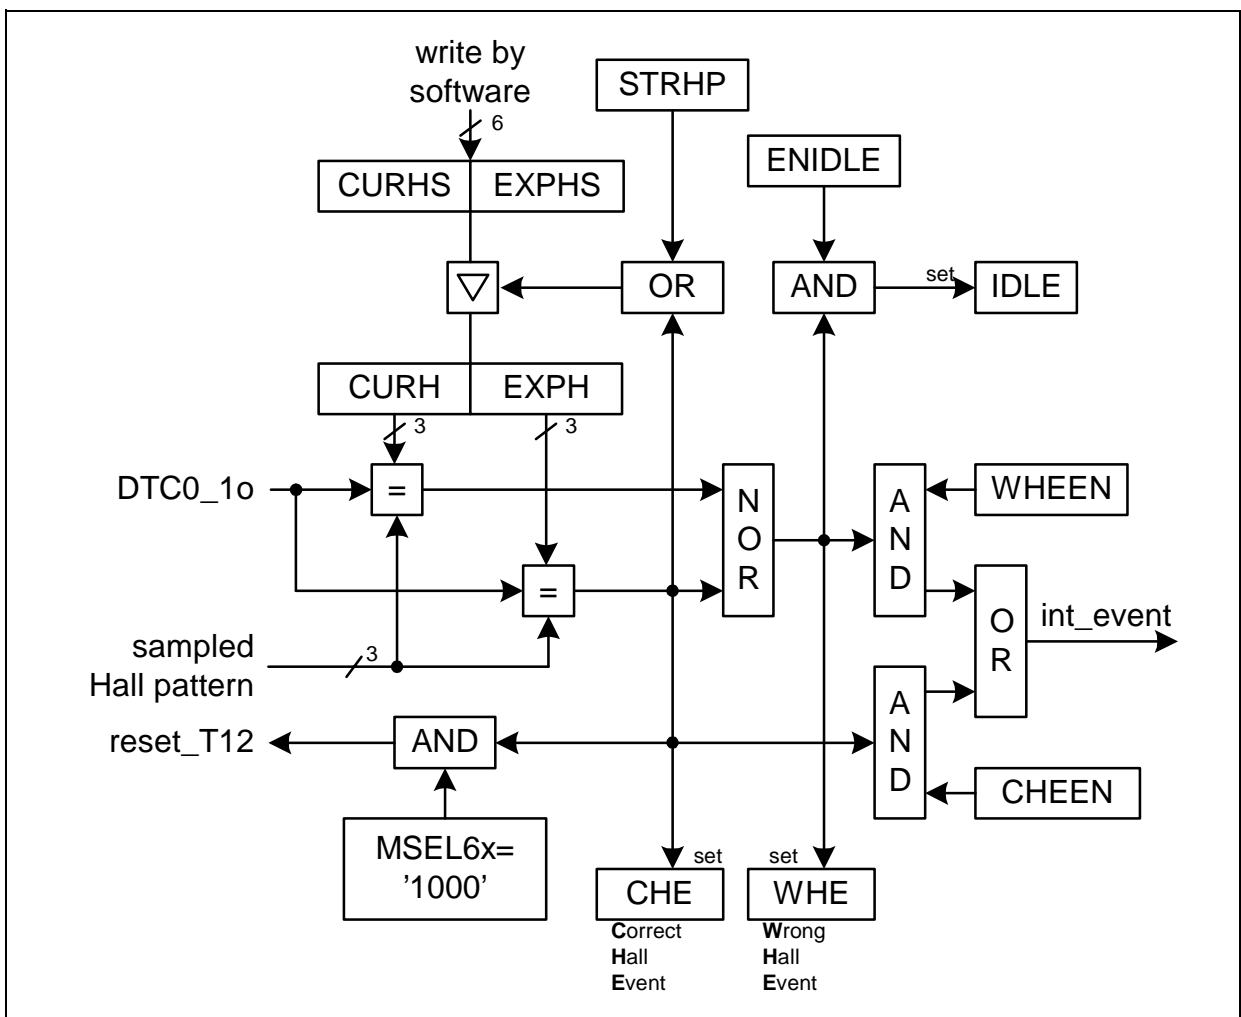 write by
software
STRHP
6
ENIDLE
CURHS
EXPHS
OR
AND
set
IDLE
CURH
EXPH
3
3
DTC0_1o
=
N
O
R
A
N
D
WHEEN
=
sampled
Hall pattern
3
O
R
int_event
reset_T12
AND
A
N
D
CHEEN
MSEL6x=
'1000'
set
set
CHE
WHE
Correct
Hall
Event
Wrong
Hall
Event